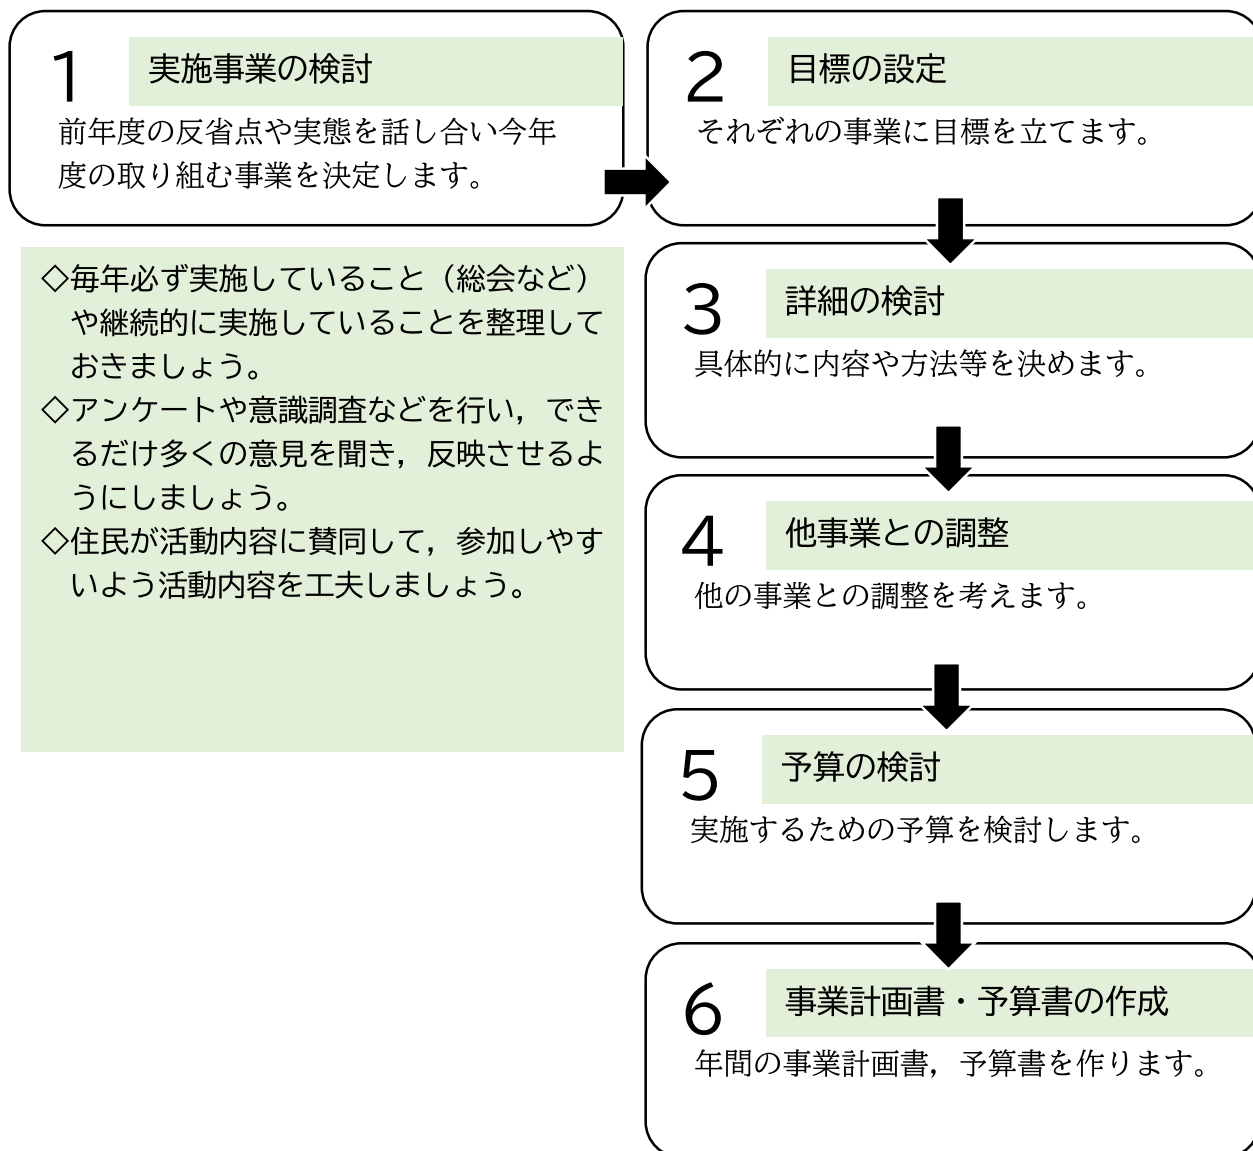 1 実施事業の検討
前年度の反省点や実態を話し合い今年
度の取り組む事業を決定します。
◇毎年必ず実施していること（総会など）
や継続的に実施していることを整理して
おきましょう。
◇アンケートや意識調査などを行い，でき
るだけ多くの意見を聞き，反映させるよ
うにしましょう。
◇住民が活動内容に賛同して，参加しやす
いよう活動内容を工夫しましょう。
2 目標の設定
それぞれの事業に目標を立てます。
3 詳細の検討
具体的に内容や方法等を決めます。
4 他事業との調整
他の事業との調整を考えます。
5 予算の検討
実施するための予算を検討します。
6 事業計画書・予算書の作成
年間の事業計画書，予算書を作ります。